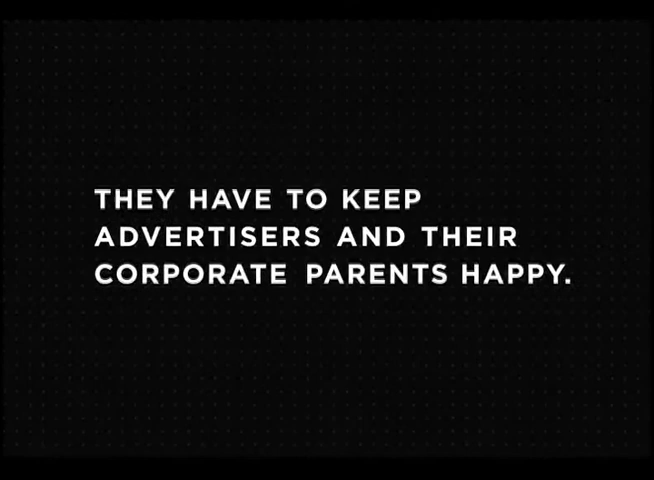 THEY HAVE TO KEEP
ADVERTISERS AND THEIR
CORPORATE PARENTS HAPPY.